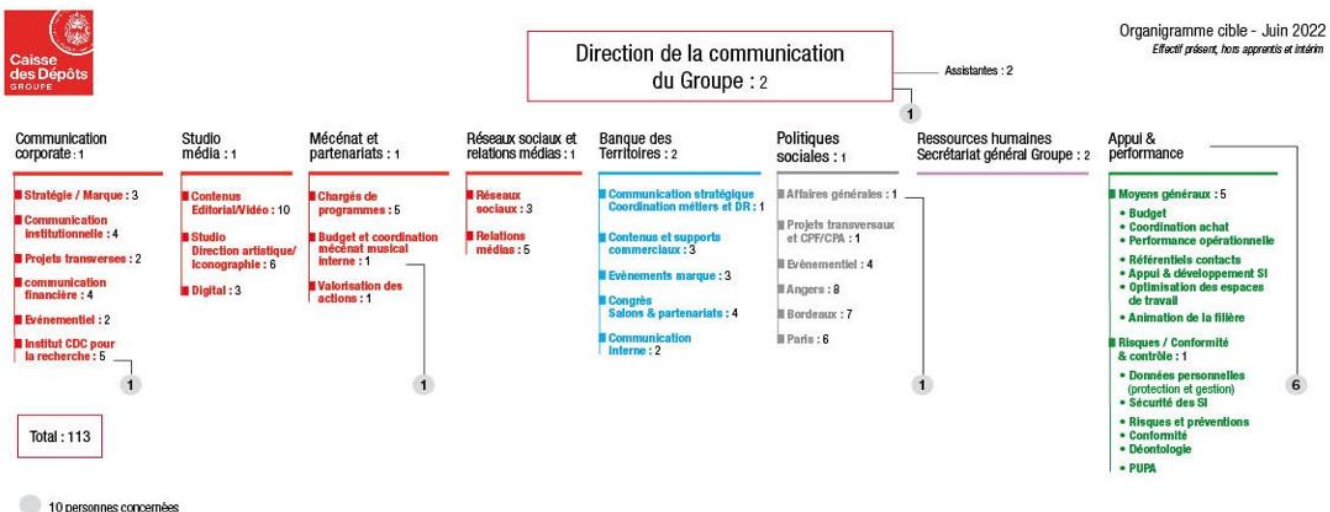 Caisse
des Dépôts
GROUPE
Direction de la communication
du Groupe : 2
Assistantes : 2
1
Organigramme cible - Juin 2022
Effectif présent, hors apprentis et intérim
Communication
corporate : 1
Stratégie / Marque : 3
Communication
institutionnelle : 4
Projets transverses : 2
communication
financière : 4
Evénementiel : 2
Institut CDC pour
la recherche : 5
1
Studio
média : 1
Contenus
Editorial/Vidéo : 10
Studio
Direction artistique/
Iconographie : 6
Digital : 3
Mécénat et
partenariats : 1
Chargés de
programmes : 5
Budget et coordination
mécénat musical
interne : 1
Valorisation des
actions : 1
1
Réseaux sociaux et
relations médias : 1
Réseaux
sociaux : 3
Relations
médias : 5
Banque des
Territoires : 2
Communication stratégique
Coordination métiers et DR : 1
Contenus et supports
commerciaux : 3
Evènements marque : 3
Congrès
Salons & partenariats : 4
Communication
interne : 2
Politiques
sociales : 1
Affaires générales : 1
Projets transversaux
et CPF/CPA : 1
Evènementiel : 4
Angers : 8
Bordeaux : 7
Paris : 6
1
Ressources humaines
Secrétariat général Groupe : 2
Appui &
performance
Moyens généraux : 5
• Budget
• Coordination achat
• Performance opérationnelle
• Référentiels contacts
• Appui & développement SI
• Optimisation des espaces
de travail
• Animation de la filière
Risques / Conformité
& contrôle : 1
• Données personnelles
(protection et gestion)
• Sécurité des SI
• Risques et préventions
• Conformité
• Déontologie
• PUPA
6
Total : 113
10 personnes concernées